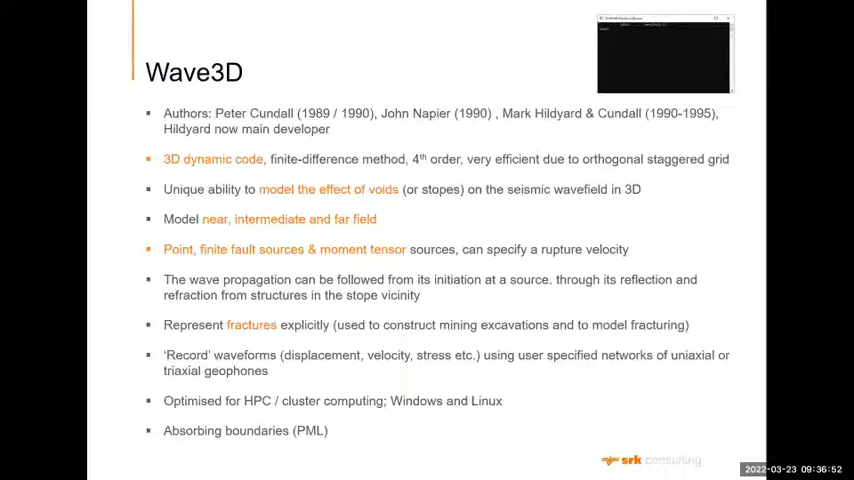 Wave3D
Authors: Peter Cundall (1989 / 1990), John Napier (1990) , Mark Hildyard & Cundall (1990-1995),
Hildyard now main developer
3D dynamic code, finite-difference method, 4th order, very efficient due to orthogonal staggered grid
Unique ability to model the effect of voids (or stopes) on the seismic wavefield in 3D
Model near, intermediate and far field
Point, finite fault sources & moment tensor sources, can specify a rupture velocity
The wave propagation can be followed from its initiation at a source. through its reflection and
refraction from structures in the stope vicinity
Represent fractures explicitly (used to construct mining excavations and to model fracturing)
‘Record’ waveforms (displacement, velocity, stress etc.) using user specified networks of uniaxial or
triaxial geophones
Optimised for HPC / cluster computing; Windows and Linux
Absorbing boundaries (PML)
srk consulting
2022-03-23 09:36:52